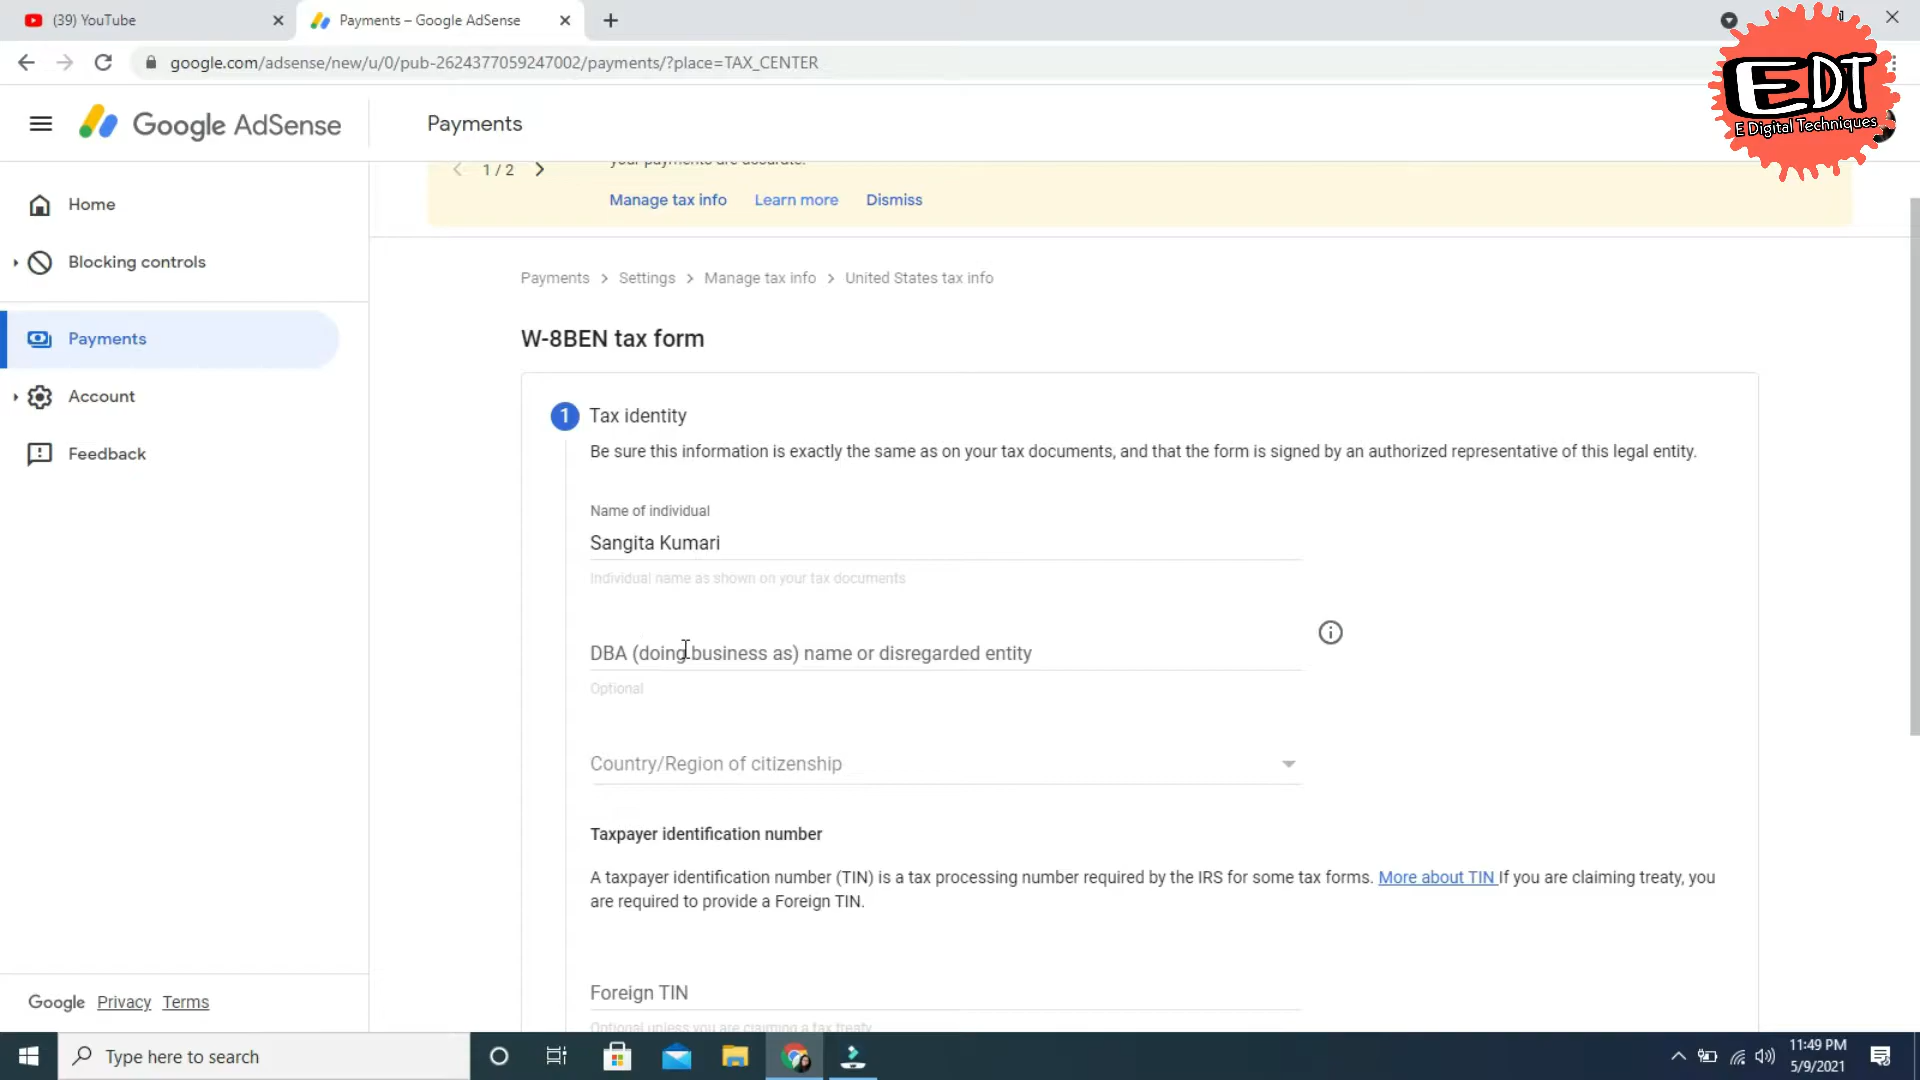 (39) YouTube
Payments – Google AdSense
google.com/adsense/new/u/0/pub-2624377059247002/payments/?place=TAX_CENTER
EDT
E Digital Techniques
Google AdSense
Payments
1 / 2
your payments are accurate.
Manage tax info Learn more Dismiss
Home
Blocking controls
Payments
Account
Feedback
Payments > Settings > Manage tax info > United States tax info
W-8BEN tax form
1 Tax identity
Be sure this information is exactly the same as on your tax documents, and that the form is signed by an authorized representative of this legal entity.
Name of individual
Sangita Kumari
Individual name as shown on your tax documents
DBA (doing business as) name or disregarded entity
Optional
Country/Region of citizenship
Taxpayer identification number
A taxpayer identification number (TIN) is a tax processing number required by the IRS for some tax forms. More about TIN If you are claiming treaty, you
are required to provide a Foreign TIN.
Foreign TIN
Optional unless you are claiming a tax treaty
Google Privacy Terms
Type here to search
11:49 PM
5/9/2021